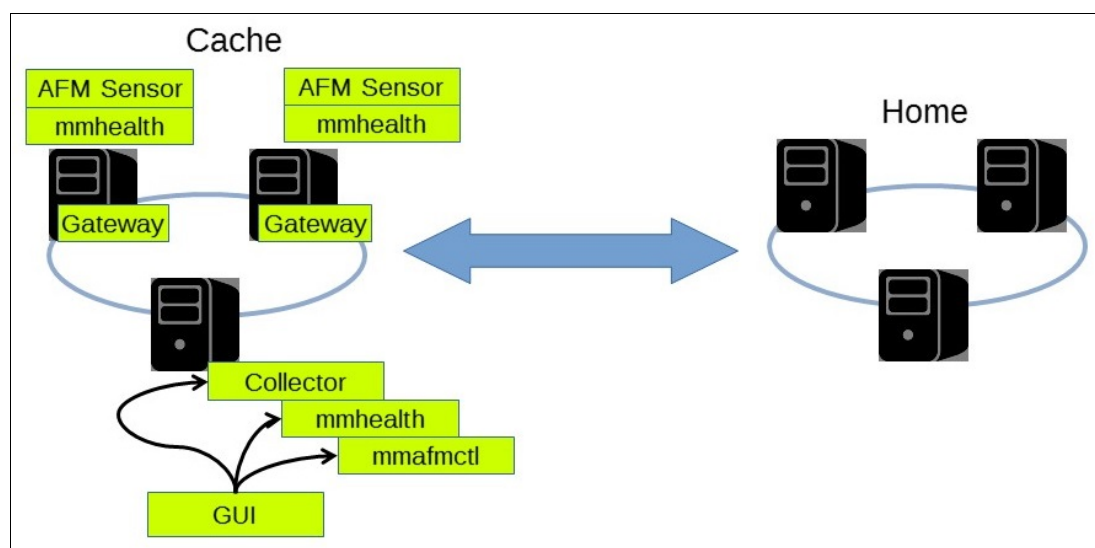 Cache
AFM Sensor
mmhealth
AFM Sensor
mmhealth
Home
Gateway
Gateway
Collector
mmhealth
mmafmctl
GUI